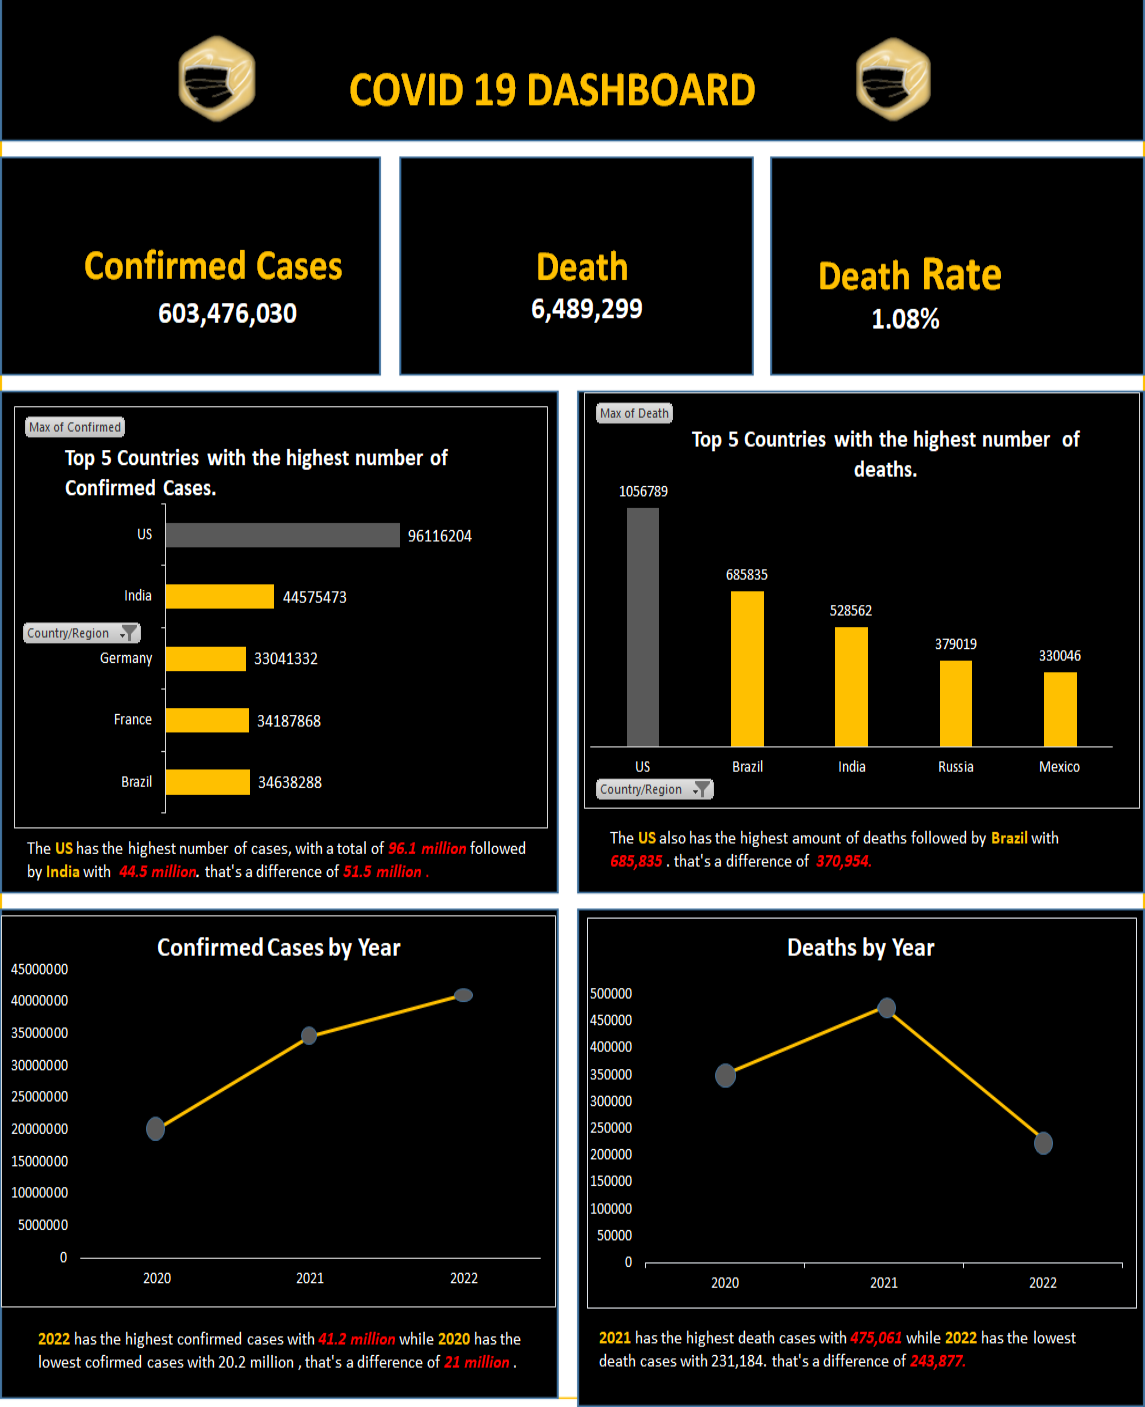 COVID 19 DASHBOARD
Confirmed Cases
603,476,030
Death
6,489,299
Death Rate
1.08%
Max of Confirmed
Top 5 Countries with the highest number of
Confirmed Cases.
US
96116204
India
44575473
Country/Region
Germany
33041332
France
34187868
Brazil
34638288
The US has the highest number of cases, with a total of 96.1 million followed
by India with 44.5 million. that's a difference of 51.5 million .
Max of Death
Top 5 Countries with the highest number of
deaths.
1056789
685835
528562
379019
330046
US
Brazil
India
Russia
Mexico
Country/Region
The US also has the highest amount of deaths followed by Brazil with
685,835 . that's a difference of 370,954.
Confirmed Cases by Year
45000000
40000000
35000000
30000000
25000000
20000000
15000000
10000000
5000000
0
2020
2021
2022
2022 has the highest confirmed cases with 41.2 million while 2020 has the
lowest cofirmed cases with 20.2 million , that's a difference of 21 million .
Deaths by Year
500000
450000
400000
350000
300000
250000
200000
150000
100000
50000
0
2020
2021
2022
2021 has the highest death cases with 475,061 while 2022 has the lowest
death cases with 231,184. that's a difference of 243,877.